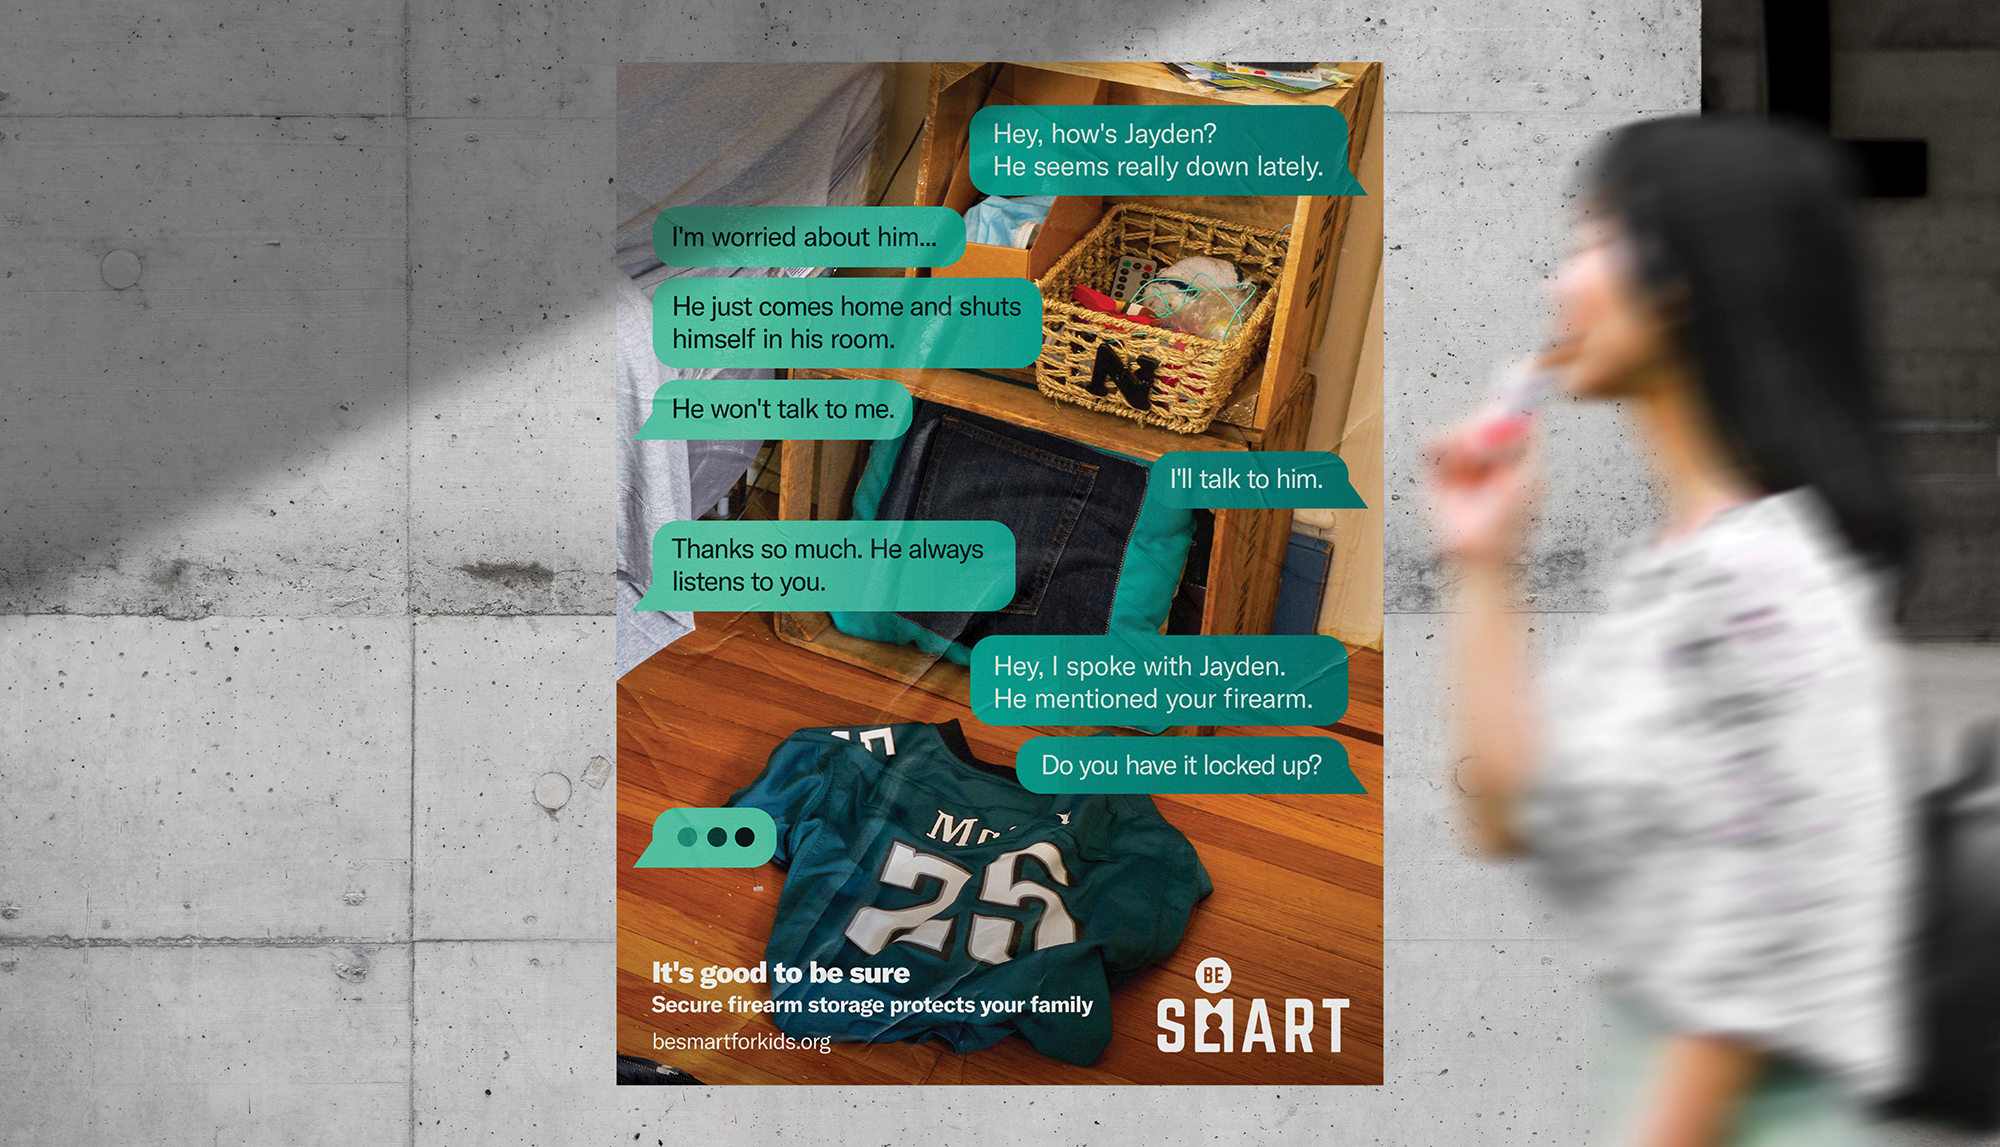 Hey, how's Jayden?
He seems really down lately.
I'm worried about him...
He just comes home and shuts
himself in his room.
He won't talk to me.
I'll talk to him.
Thanks so much. He always
listens to you.
Hey, I spoke with Jayden.
He mentioned your firearm.
Do you have it locked up?
N
25
It's good to be sure
Secure firearm storage protects your family
besmartforkids.org
BE
SMART